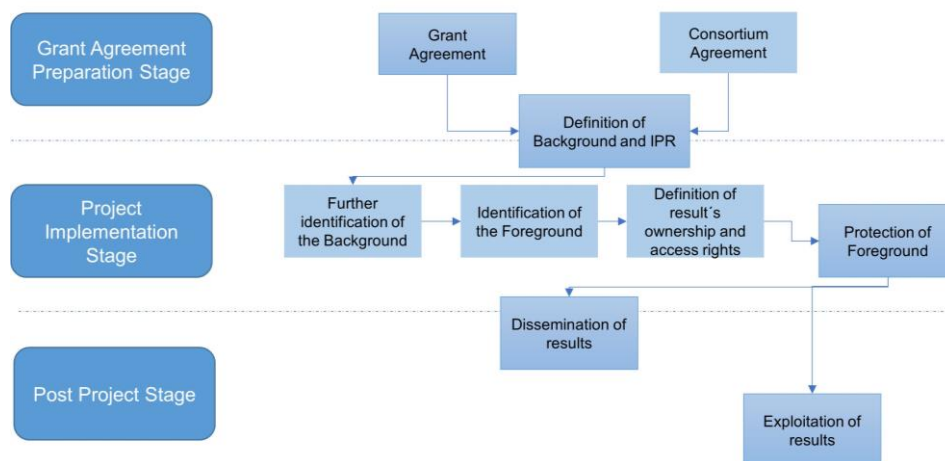 Grant Agreement
Preparation Stage
Grant
Agreement
Consortium
Agreement
Definition of
Background and IPR
Project
Implementation
Stage
Further
identification of
the Background
Identification of
the Foreground
Definition of
result´s
ownership and
access rights
Protection of
Foreground
Dissemination of
results
Post Project Stage
Exploitation of
results